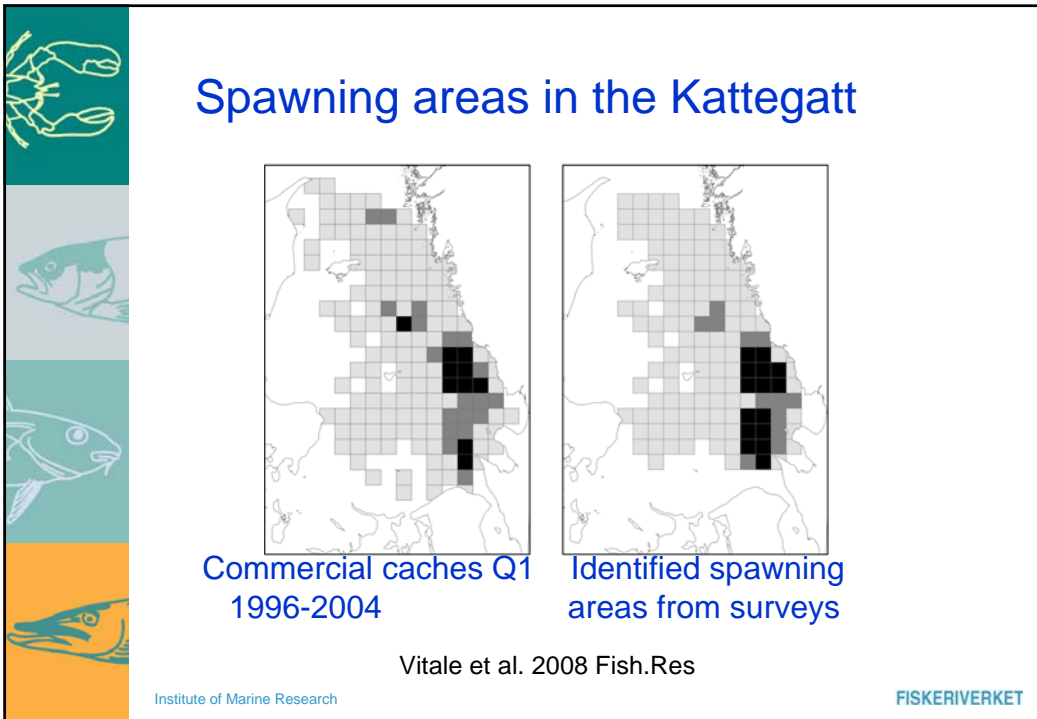 Spawning areas in the Kattegatt
Commercial caches Q1
1996-2004
Identified spawning
areas from surveys
Vitale et al. 2008 Fish.Res
Institute of Marine Research
FISKERIVERKET